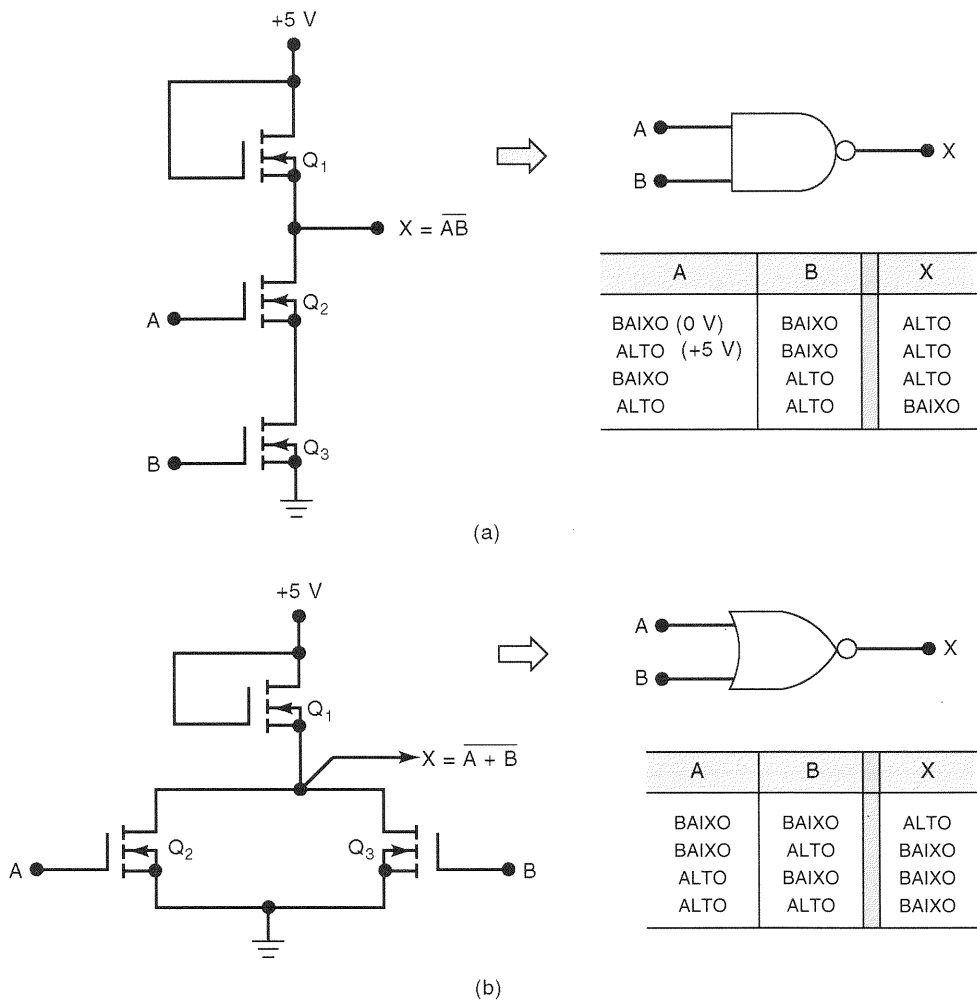 +5 V
Q1
X = A̅B̅
A
Q2
B
Q3
A
B
X
A B X
BAIXO (0 V) BAIXO ALTO
ALTO (+5 V) BAIXO ALTO
BAIXO ALTO ALTO
ALTO ALTO BAIXO
(a)
+5 V
Q1
X = A̅ ̅+̅ ̅B̅
A
Q2
Q3
B
A
B
X
A B X
BAIXO BAIXO ALTO
BAIXO ALTO BAIXO
ALTO BAIXO BAIXO
ALTO ALTO BAIXO
(b)